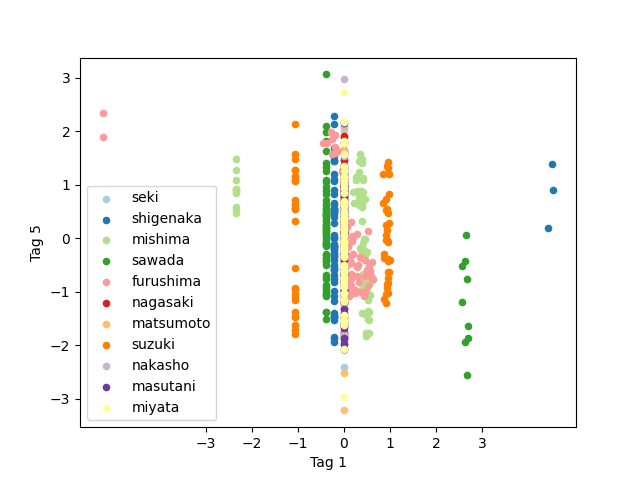 3
2
1
0
−1
−2
−3
Tag 5
seki
shigenaka
mishima
sawada
furushima
nagasaki
matsumoto
suzuki
nakasho
masutani
miyata
−3 −2 −1 0 1 2 3
Tag 1